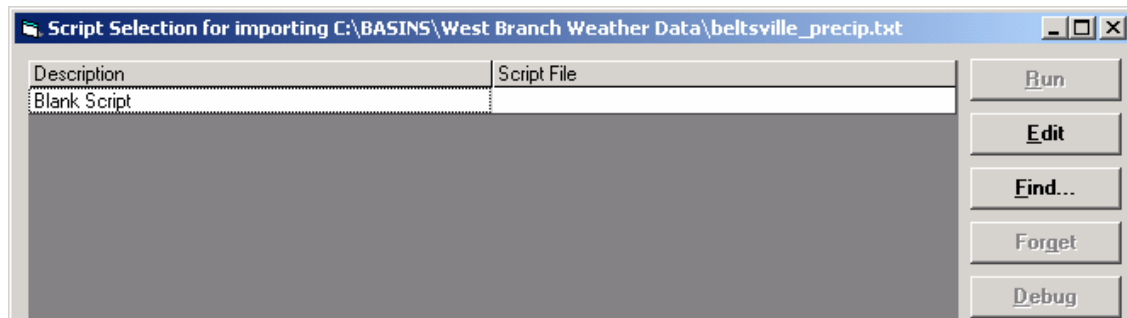 Script Selection for importing C:\BASINS\West Branch Weather Data\beltsville_precip.txt
Description Script File
Blank Script
Run
Edit
Find...
Forget
Debug